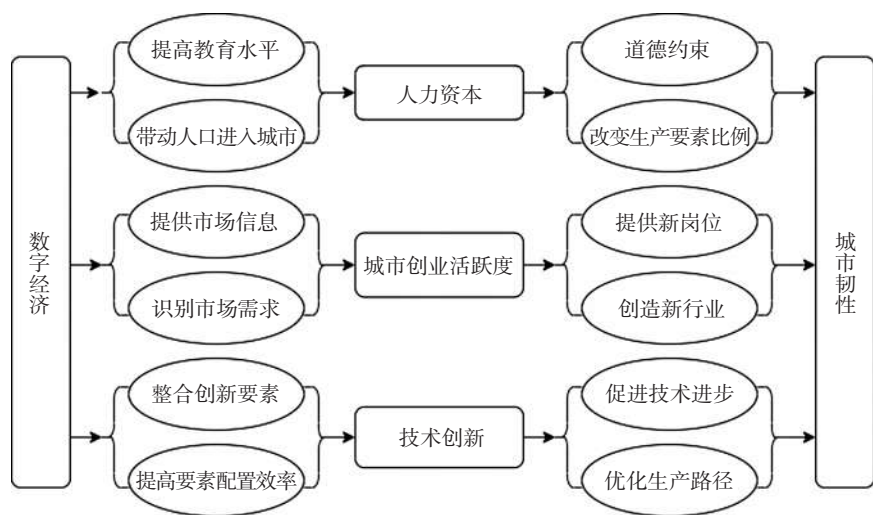 数字经济
提高教育水平
带动人口进入城市
人力资本
道德约束
改变生产要素比例
提供市场信息
识别市场需求
城市创业活跃度
提供新岗位
创造新行业
整合创新要素
提高要素配置效率
技术创新
促进技术进步
优化生产路径
城市韧性